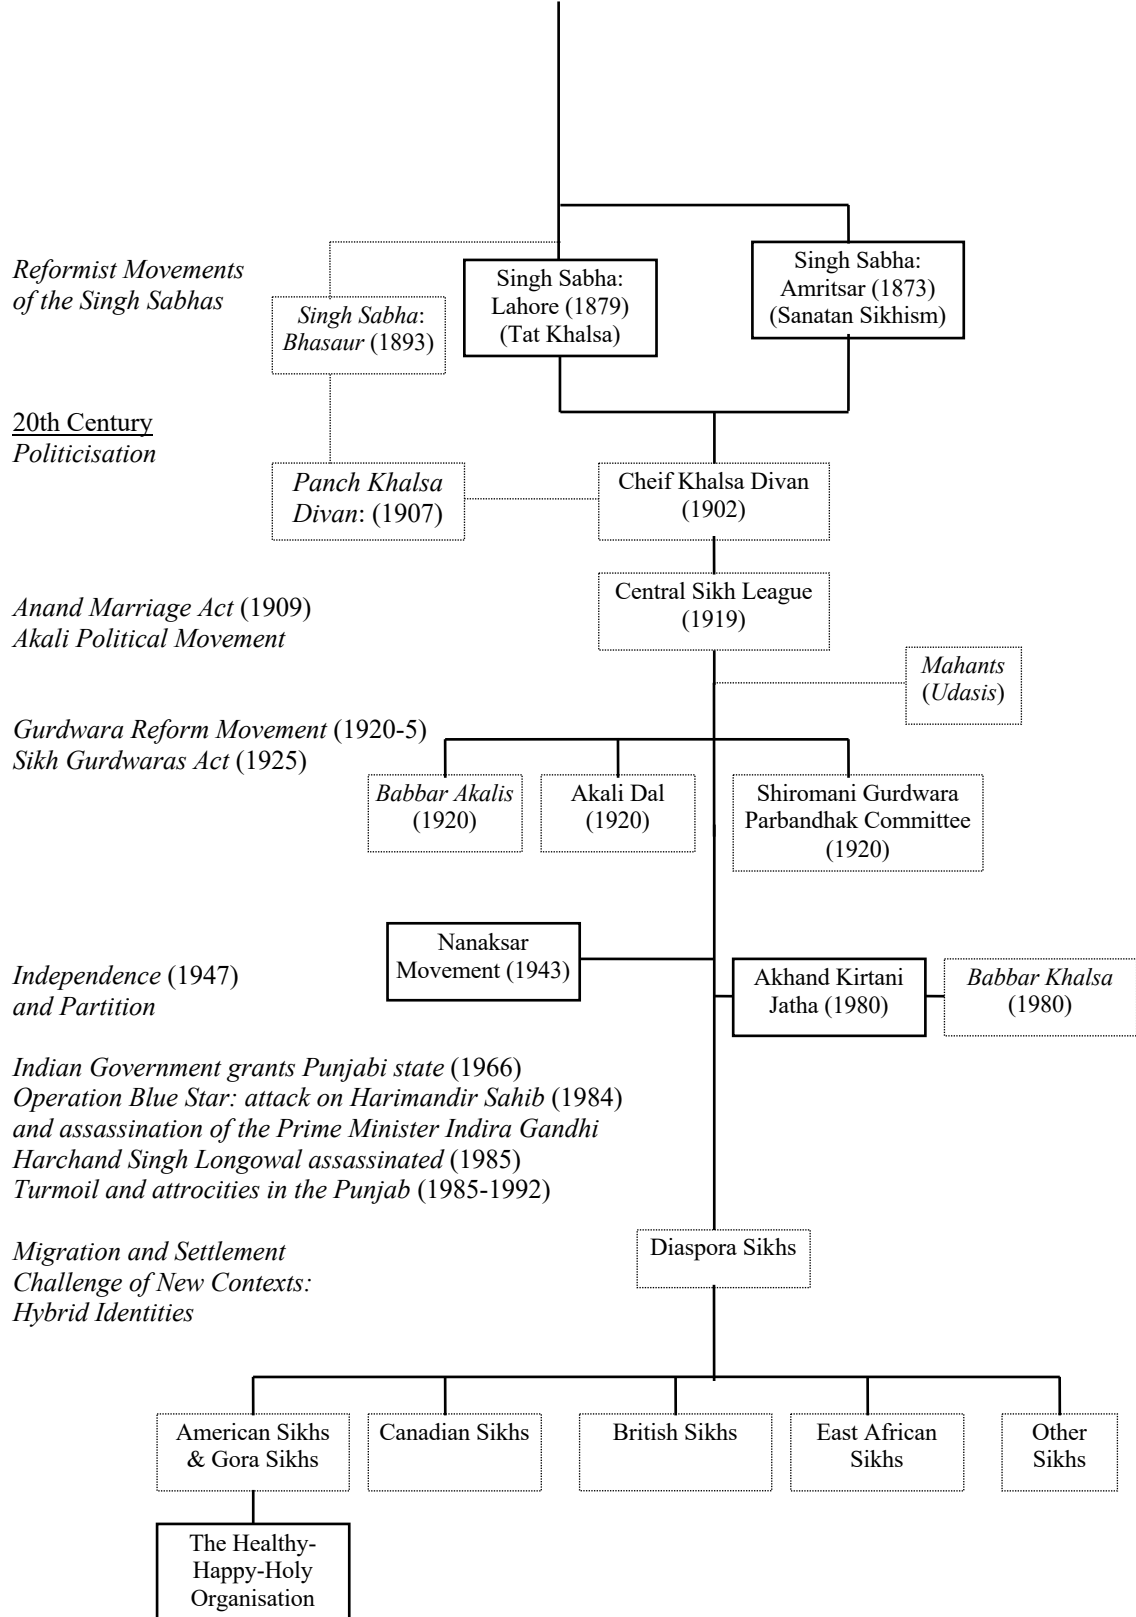 Reformist Movements
of the Singh Sabhas
Singh Sabha:
Bhasaur (1893)
Singh Sabha:
Lahore (1879)
(Tat Khalsa)
Singh Sabha:
Amritsar (1873)
(Sanatan Sikhism)
20th Century
Politicisation
Panch Khalsa
Divan: (1907)
Cheif Khalsa Divan
(1902)
Anand Marriage Act (1909)
Akali Political Movement
Central Sikh League
(1919)
Mahants
(Udasis)
Gurdwara Reform Movement (1920-5)
Sikh Gurdwaras Act (1925)
Babbar Akalis
(1920)
Akali Dal
(1920)
Shiromani Gurdwara
Parbandhak Committee
(1920)
Nanaksar
Movement (1943)
Independence (1947)
and Partition
Akhand Kirtani
Jatha (1980)
Babbar Khalsa
(1980)
Indian Government grants Punjabi state (1966)
Operation Blue Star: attack on Harimandir Sahib (1984)
and assassination of the Prime Minister Indira Gandhi
Harchand Singh Longowal assassinated (1985)
Turmoil and attrocities in the Punjab (1985-1992)
Migration and Settlement
Challenge of New Contexts:
Hybrid Identities
Diaspora Sikhs
American Sikhs
& Gora Sikhs
Canadian Sikhs
British Sikhs
East African
Sikhs
Other
Sikhs
The Healthy-
Happy-Holy
Organisation